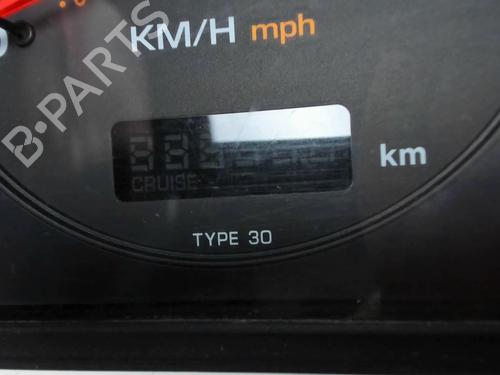 KM/H mph
B-PARTS
km
CRUISE
TYPE 30